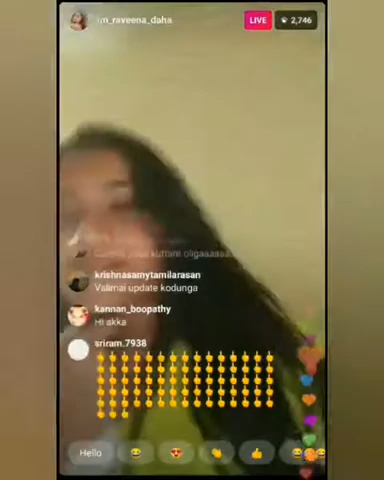 im_raveena_daha
LIVE
2,746
krishnasamytamilarasan
Valimai update kodunga
kannan_boopathy
Hi akka
sriram.7938
Hello